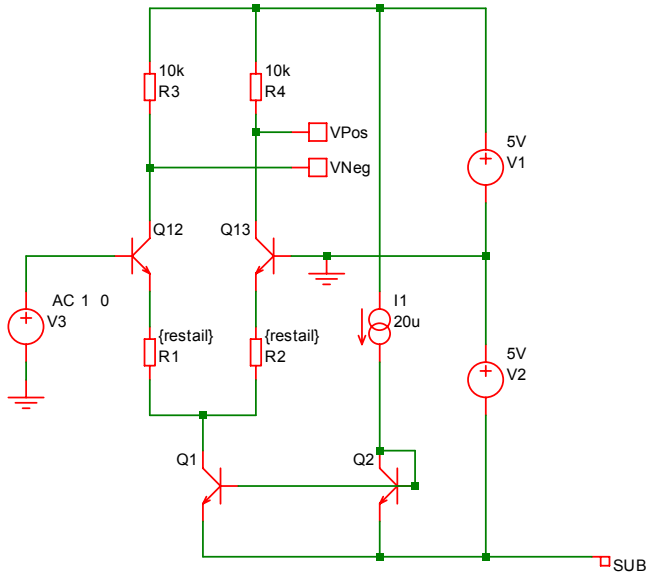 10k
R3
10k
R4
VPos
VNeg
5V
V1
Q12
Q13
AC 1 0
V3
{restail}
R1
{restail}
R2
I1
20u
5V
V2
Q1
Q2
SUB